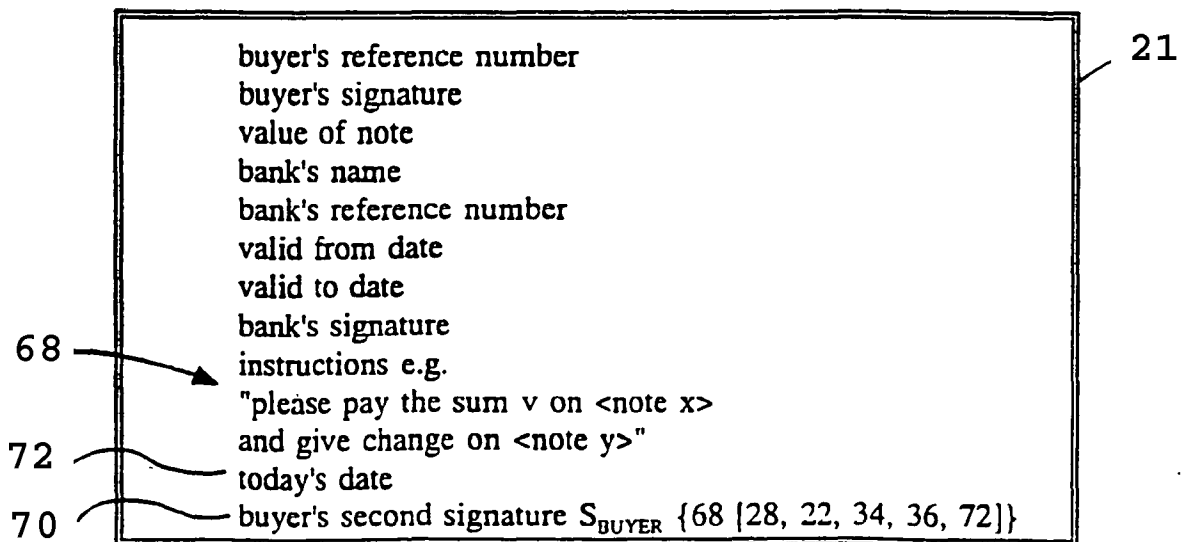 21
buyer's reference number
buyer's signature
value of note
bank's name
bank's reference number
valid from date
valid to date
bank's signature
68
instructions e.g.
"please pay the sum v on <note x>
and give change on <note y>"
72
today's date
70
buyer's second signature S_BUYER {68 [28, 22, 34, 36, 72]}